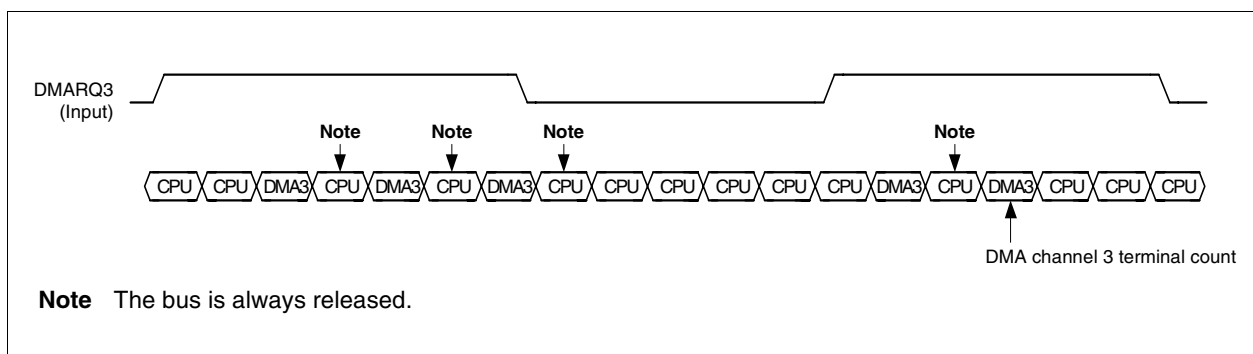 DMARQ3
(Input)
Note Note Note Note
CPU CPU DMA3 CPU DMA3 CPU DMA3 CPU CPU CPU CPU CPU CPU DMA3 CPU DMA3 CPU CPU CPU
DMA channel 3 terminal count
Note The bus is always released.